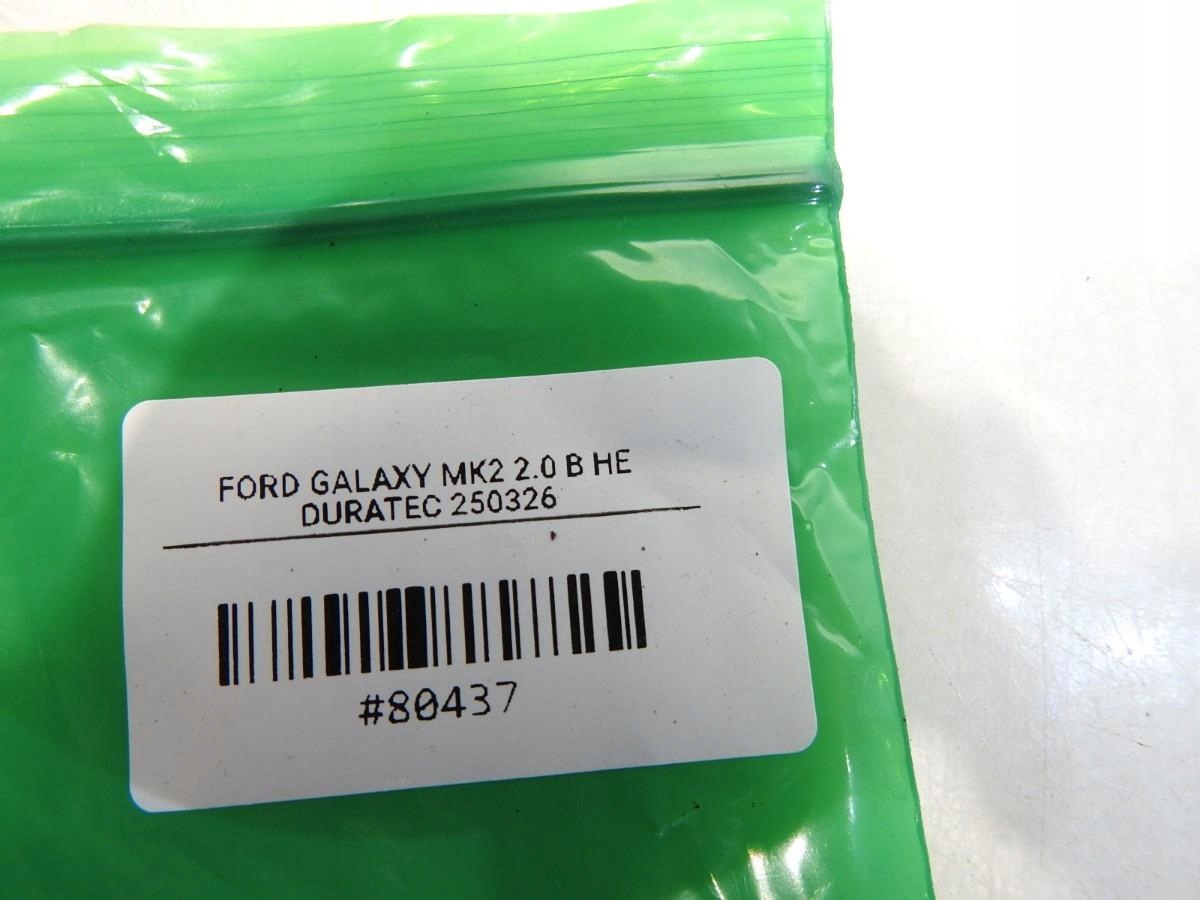 FORD GALAXY MK2 2.0 B HE
DURATEC 250326
#80437